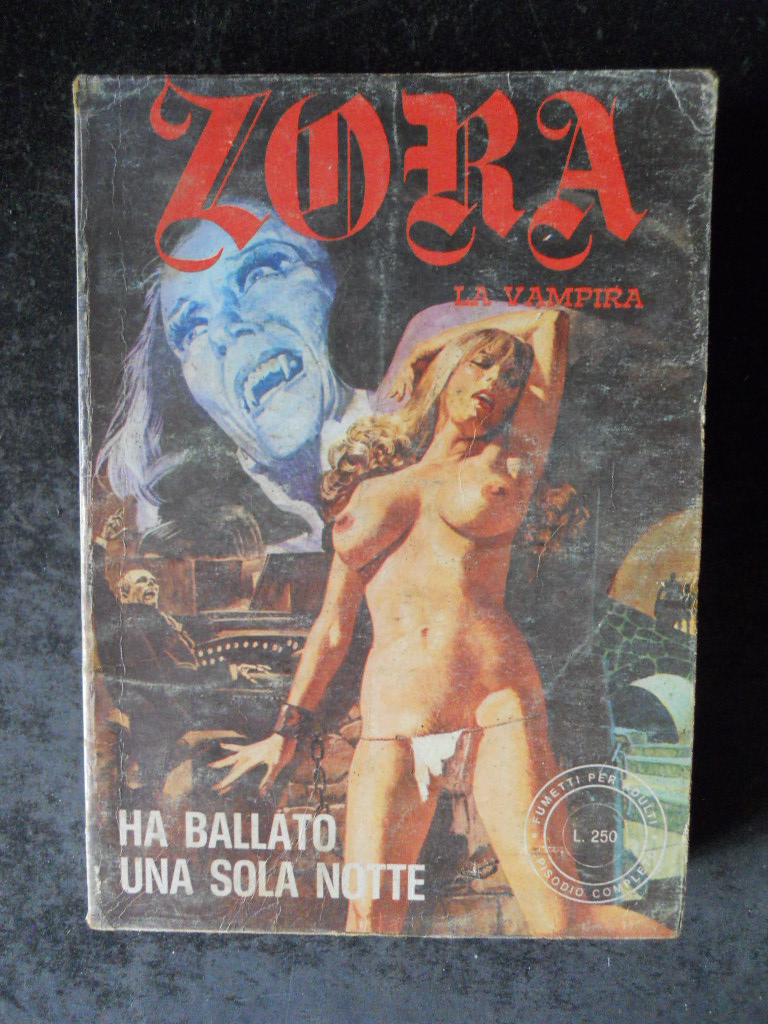 ZORA
LA VAMPIRA
HA BALLATO
UNA SOLA NOTTE
FUMETTI PER ADULTI
L. 250
EPISODIO COMPLETO